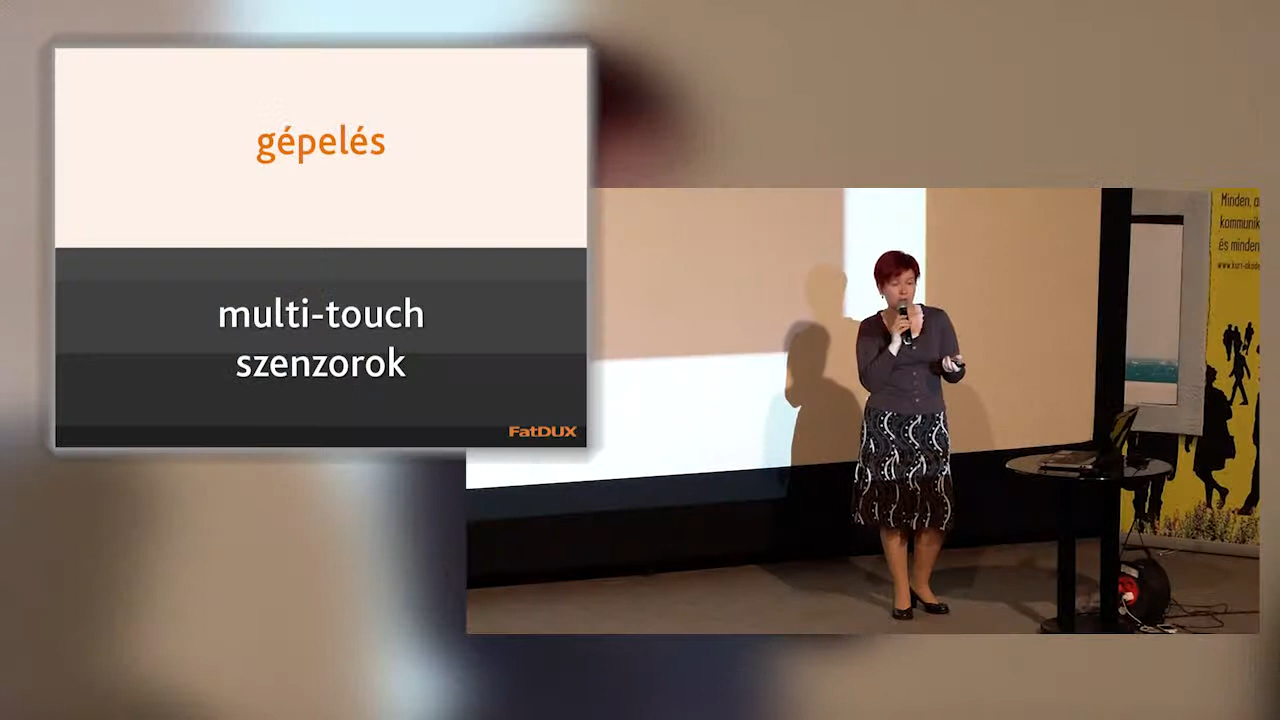 gépelés
multi-touch
szenzorok
FatDUX
Minden, a
kommunik
és minden